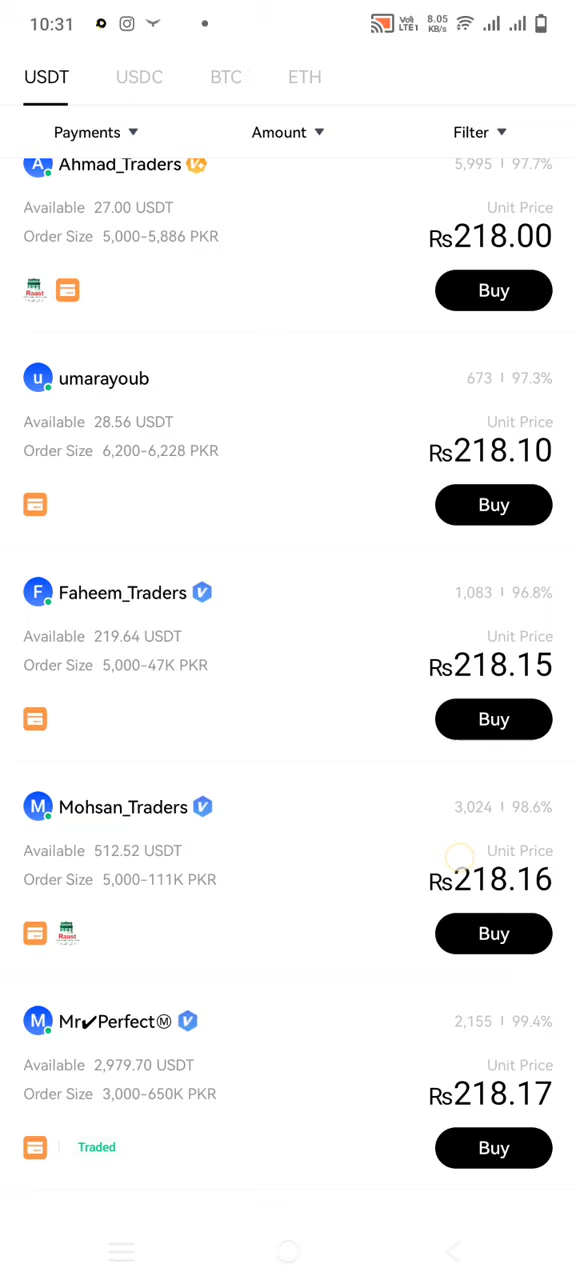 10:31
Vo)) LTE1
8.05 KB/s
USDT USDC BTC ETH
Payments Amount Filter
A Ahmad_Traders 5,995 | 97.7%
Available 27.00 USDT Unit Price
Order Size 5,000-5,886 PKR ₨218.00
Raast
Buy
u umarayoub 673 | 97.3%
Available 28.56 USDT Unit Price
Order Size 6,200-6,228 PKR ₨218.10
Buy
F Faheem_Traders V 1,083 | 96.8%
Available 219.64 USDT Unit Price
Order Size 5,000-47K PKR ₨218.15
Buy
M Mohsan_Traders V 3,024 | 98.6%
Available 512.52 USDT Unit Price
Order Size 5,000-111K PKR ₨218.16
Raast
Buy
M Mr✔PerfectⓂ V 2,155 | 99.4%
Available 2,979.70 USDT Unit Price
Order Size 3,000-650K PKR ₨218.17
Traded
Buy